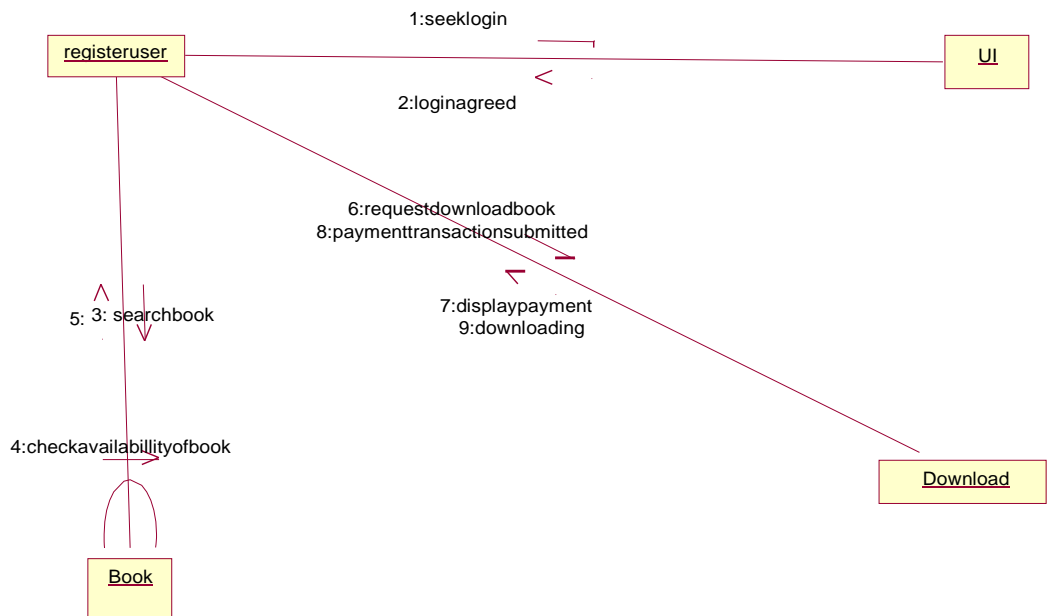 1:seeklogin
registeruser
UI
2:loginagreed
6:requestdownloadbook
8:paymenttransactionsubmitted
7:displaypayment
9:downloading
5: 3: searchbook
4:checkavailabillityofbook
Download
Book